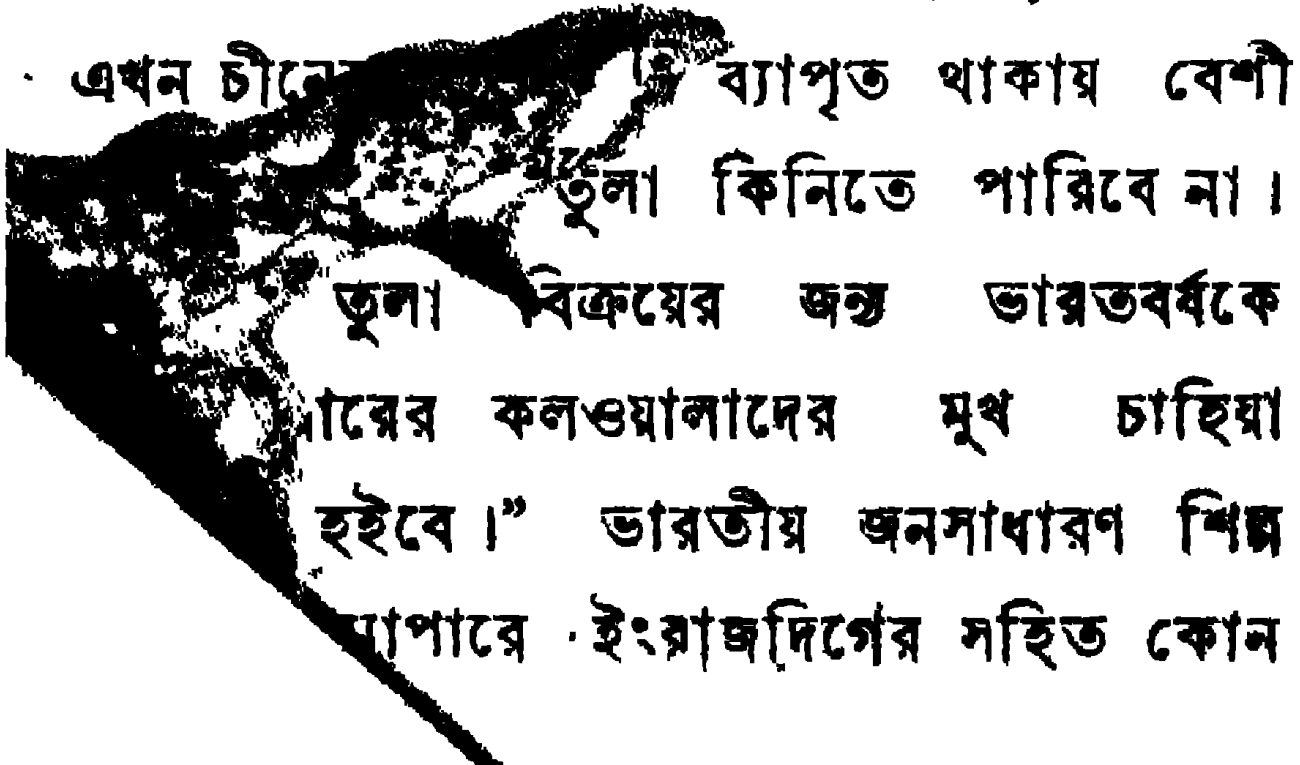 এখন ব্যাপৃত থাকায় বেশী
তুলা কিনিতে পারিবে না।
তুলা বিক্রয়ের জন্য ভারতবর্ষকে
কলওয়ালাদের মুখ চাহিয়া
হইবে।” ভারতীয় জনসাধারণ শিল্প
ইংরাজদিগের সহিত কোন